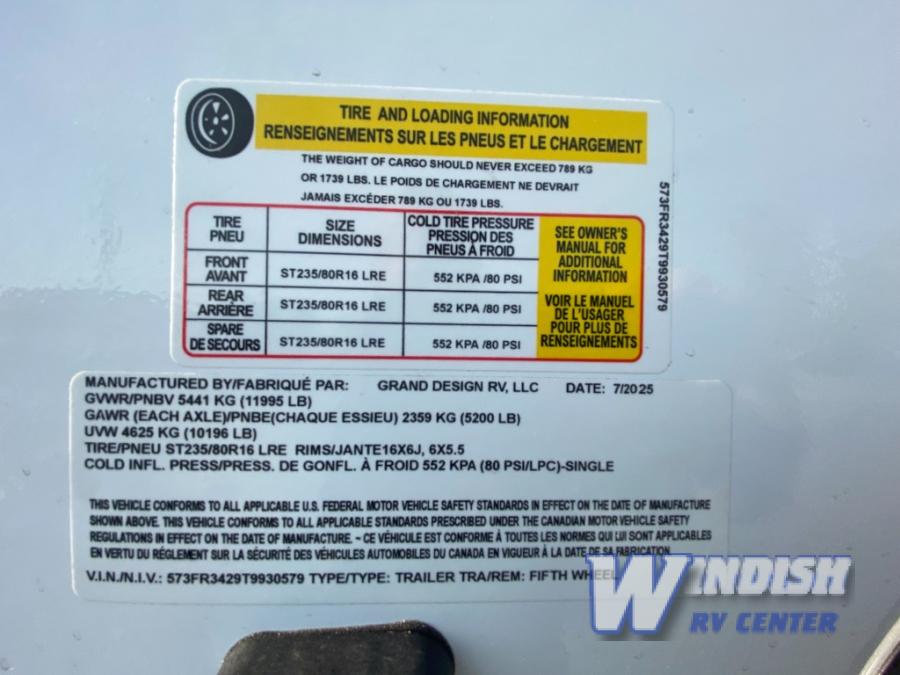 TIRE AND LOADING INFORMATION
RENSEIGNEMENTS SUR LES PNEUS ET LE CHARGEMENT
THE WEIGHT OF CARGO SHOULD NEVER EXCEED 789 KG
OR 1739 LBS. LE POIDS DE CHARGEMENT NE DEVRAIT
JAMAIS EXCÉDER 789 KG OU 1739 LBS.
TIRE
PNEU
SIZE
DIMENSIONS
COLD TIRE PRESSURE
PRESSION DES
PNEUS À FROID
FRONT
AVANT
ST235/80R16 LRE
552 KPA /80 PSI
REAR
ARRIÈRE
ST235/80R16 LRE
552 KPA /80 PSI
SPARE
DE SECOURS
ST235/80R16 LRE
552 KPA /80 PSI
SEE OWNER'S
MANUAL FOR
ADDITIONAL
INFORMATION
VOIR LE MANUEL
DE L'USAGER
POUR PLUS DE
RENSEIGNEMENTS
573FR3429T9930579
MANUFACTURED BY/FABRIQUÉ PAR: GRAND DESIGN RV, LLC DATE: 7/2025
GVWR/PNBV 5441 KG (11995 LB)
GAWR (EACH AXLE)/PNBE(CHAQUE ESSIEU) 2359 KG (5200 LB)
UVW 4625 KG (10196 LB)
TIRE/PNEU ST235/80R16 LRE RIMS/JANTE16X6J, 6X5.5
COLD INFL. PRESS/PRESS. DE GONFL. À FROID 552 KPA (80 PSI/LPC)-SINGLE
THIS VEHICLE CONFORMS TO ALL APPLICABLE U.S. FEDERAL MOTOR VEHICLE SAFETY STANDARDS IN EFFECT ON THE DATE OF MANUFACTURE
SHOWN ABOVE. THIS VEHICLE CONFORMS TO ALL APPLICABLE STANDARDS PRESCRIBED UNDER THE CANADIAN MOTOR VEHICLE SAFETY
REGULATIONS IN EFFECT ON THE DATE OF MANUFACTURE. - CE VÉHICULE EST CONFORME À TOUTES LES NORMES QUI LUI SONT APPLICABLES
EN VERTU DU RÉGLEMENT SUR LA SÉCURITÉ DES VÉHICULES AUTOMOBILES DU CANADA EN VIGUEUR À LA DATE DE SA FABRICATION.
V.I.N./N.I.V.: 573FR3429T9930579 TYPE/TYPE: TRAILER TRA/REM: FIFTH WHEEL
WINDISH
RV CENTER